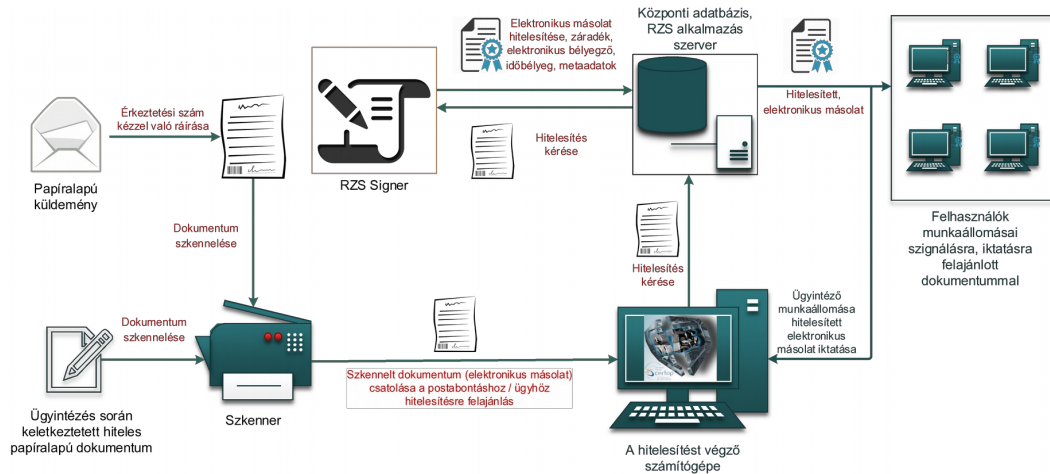 Elektronikus másolat
hitelesítése, záradék,
elektronikus bélyegző,
időbélyeg, metaadatok
Központi adatbázis,
RZS alkalmazás
szerver
Érkeztetési szám
kézzel való ráírása
Hitelesítés
kérése
Hitelesített,
elektronikus másolat
Papíralapú
küldemény
RZS Signer
Felhasználók
munkaállomásai
szignálásra, iktatásra
felajánlott
dokumentummal
Dokumentum
szkennelése
Hitelesítés
kérése
Dokumentum
szkennelése
Ügyintéző
munkaállomása
hitelesített
elektronikus
másolat iktatása
Szkennelt dokumentum (elektronikus másolat)
csatolása a postabontáshoz / ügyhöz
hitelesítésre felajánlás
Ügyintézés során
keletkeztetett hiteles
papíralapú dokumentum
Szkenner
A hitelesítést végző
számítógépe